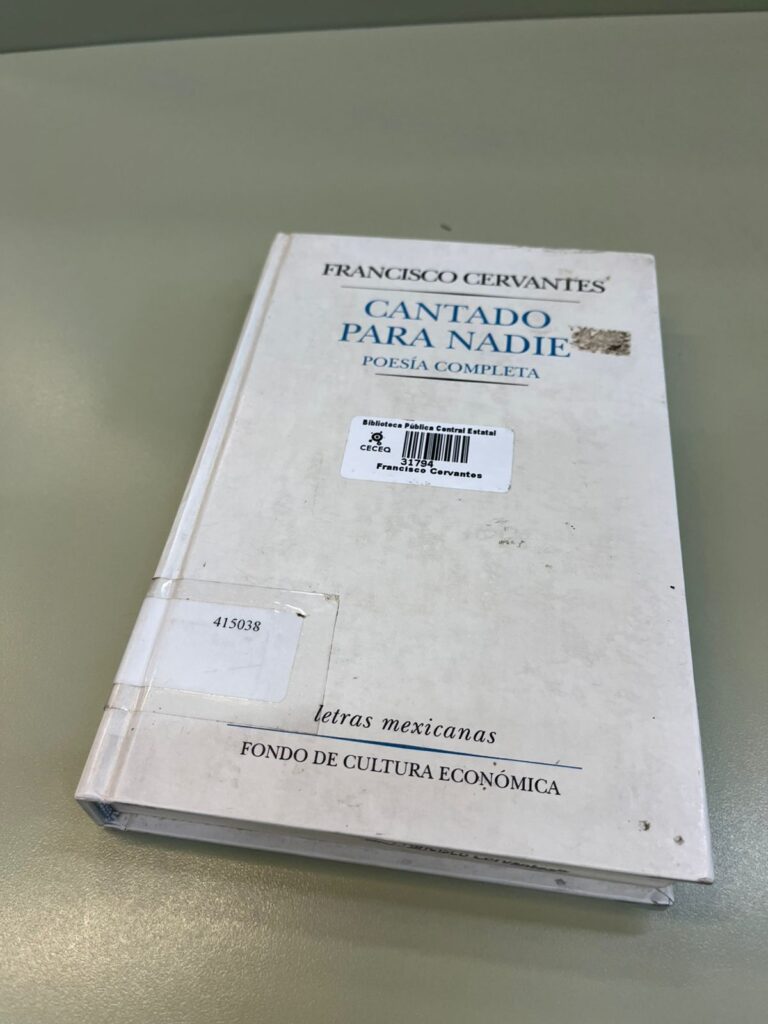 FRANCISCO CERVANTES
CANTADO
PARA NADIE
POESÍA COMPLETA
Biblioteca Pública Central Estatal
CECEQ
31794
Francisco Cervantes
415038
letras mexicanas
FONDO DE CULTURA ECONÓMICA